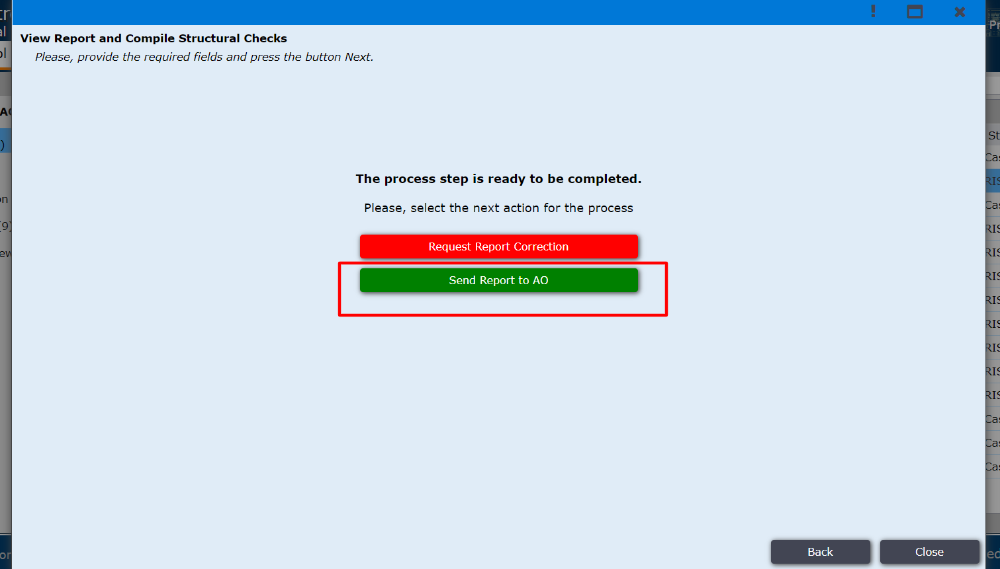 View Report and Compile Structural Checks
Please, provide the required fields and press the button Next.
The process step is ready to be completed.
Please, select the next action for the process
Request Report Correction
Send Report to AO
Back
Close